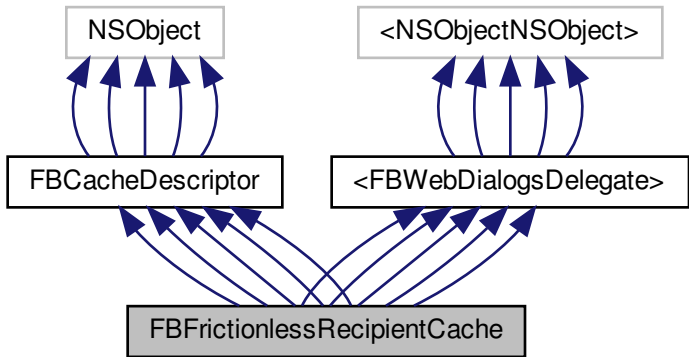 NSObject
<NSObjectNSObject>
FBCacheDescriptor
<FBWebDialogsDelegate>
FBFrictionlessRecipientCache